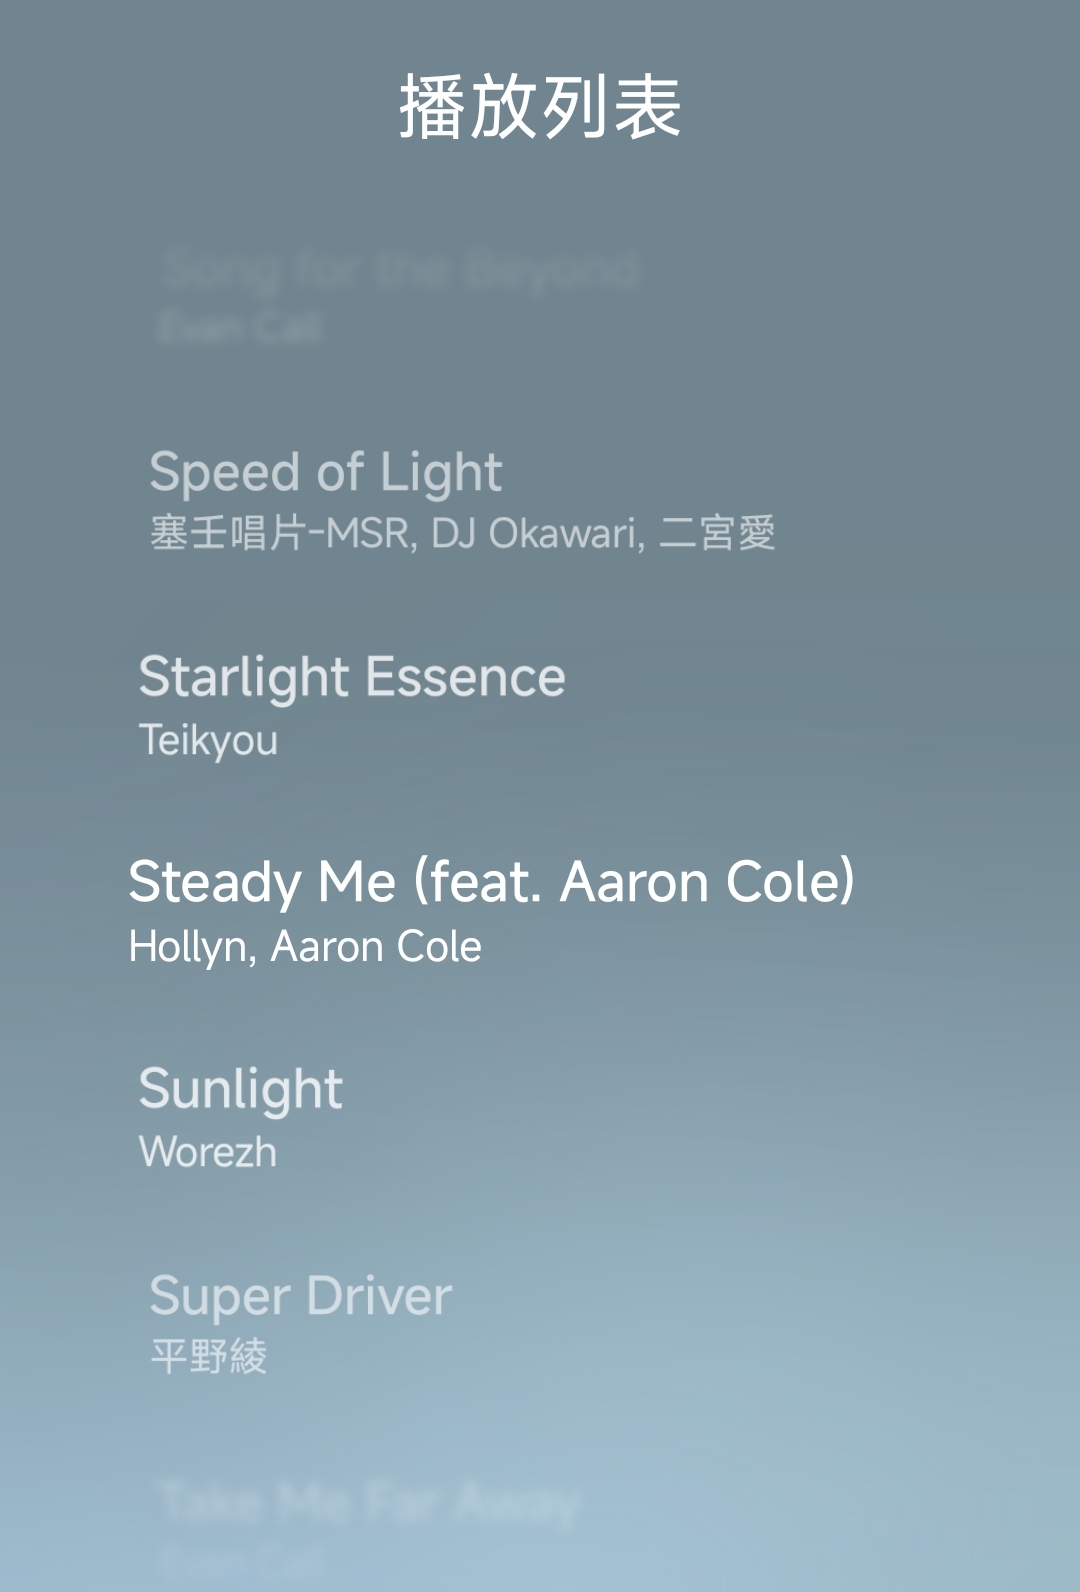 播放列表
Song for the Beyond
Evan Call
Speed of Light
塞壬唱片-MSR, DJ Okawari, 二宮愛
Starlight Essence
Teikyou
Steady Me (feat. Aaron Cole)
Hollyn, Aaron Cole
Sunlight
Worezh
Super Driver
平野綾
Take Me Far Away
Evan Call